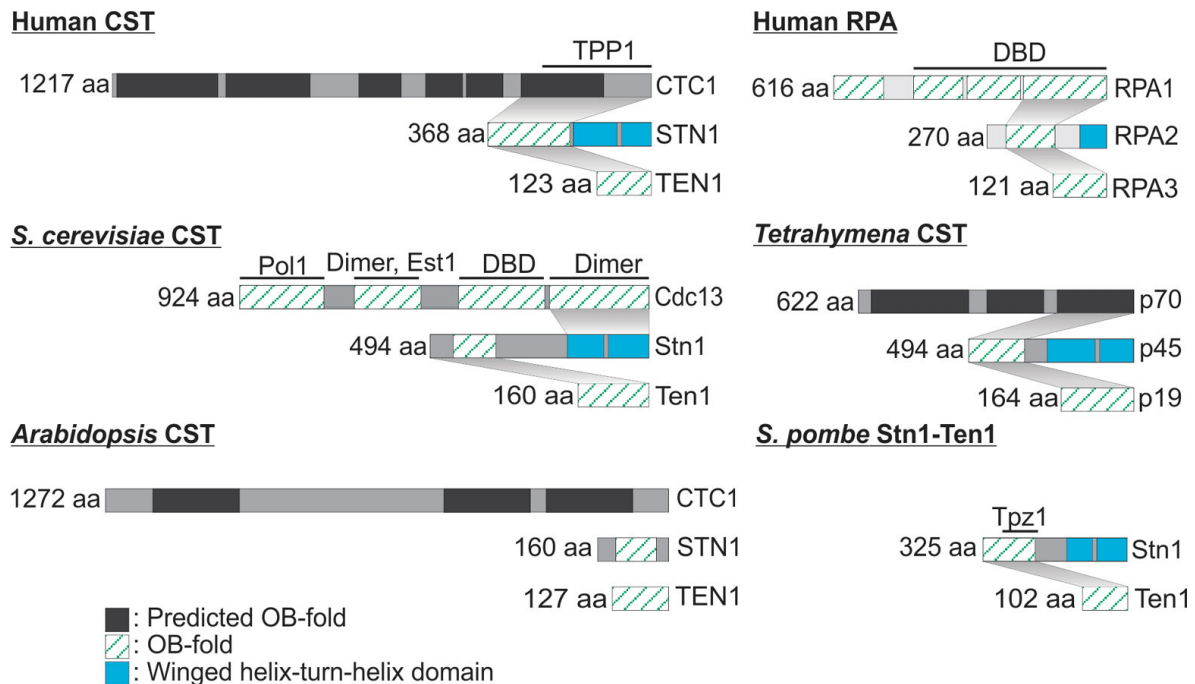 Human CST
TPP1
1217 aa CTC1
368 aa STN1
123 aa TEN1
Human RPA
DBD
616 aa RPA1
270 aa RPA2
121 aa RPA3
S. cerevisiae CST
Pol1 Dimer, Est1 DBD Dimer
924 aa Cdc13
494 aa Stn1
160 aa Ten1
Tetrahymena CST
622 aa p70
494 aa p45
164 aa p19
Arabidopsis CST
1272 aa CTC1
160 aa STN1
127 aa TEN1
S. pombe Stn1-Ten1
Tpz1
325 aa Stn1
102 aa Ten1
: Predicted OB-fold
: OB-fold
: Winged helix-turn-helix domain